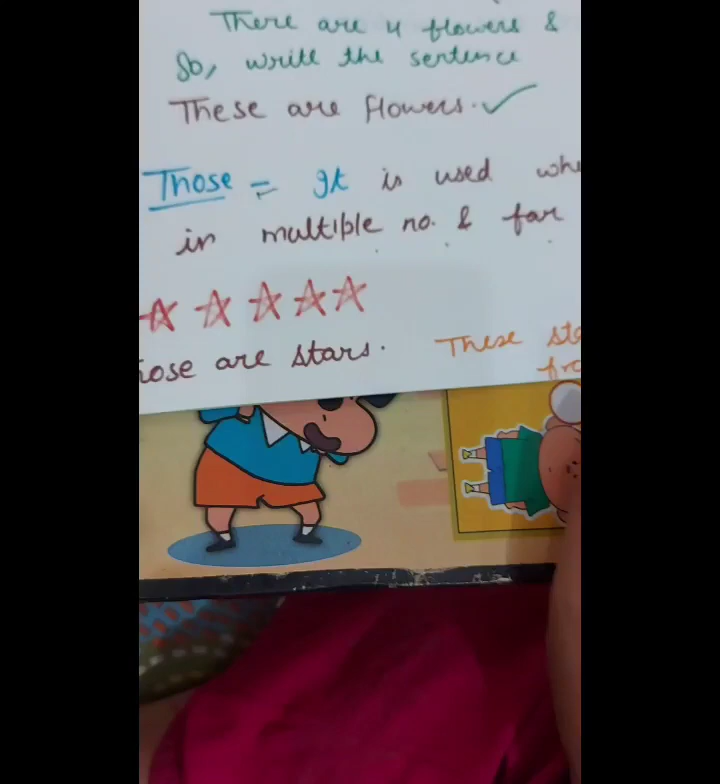 There are 4 flowers &
So, write the sentence
These are flowers.
Those = It is used
in multiple no. & far
are stars.
These